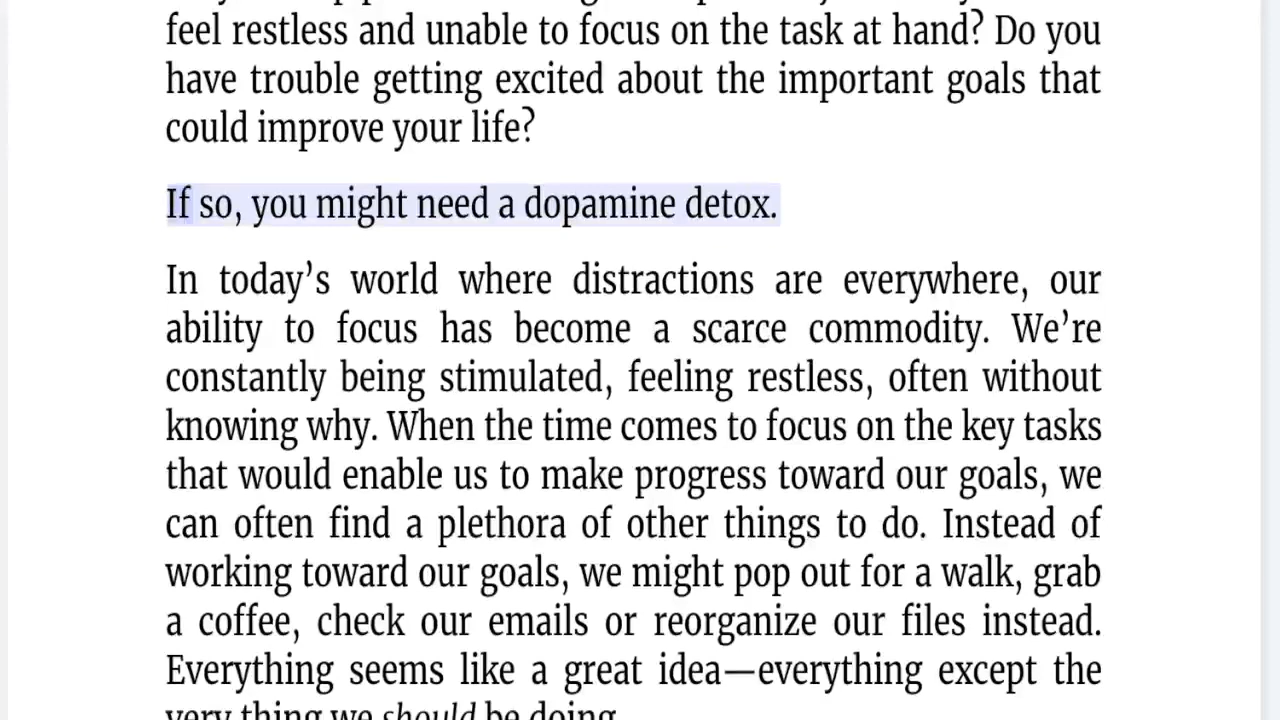 feel restless and unable to focus on the task at hand? Do you
have trouble getting excited about the important goals that
could improve your life?
If so, you might need a dopamine detox.
In today’s world where distractions are everywhere, our
ability to focus has become a scarce commodity. We’re
constantly being stimulated, feeling restless, often without
knowing why. When the time comes to focus on the key tasks
that would enable us to make progress toward our goals, we
can often find a plethora of other things to do. Instead of
working toward our goals, we might pop out for a walk, grab
a coffee, check our emails or reorganize our files instead.
Everything seems like a great idea—everything except the
very thing we should be doing.